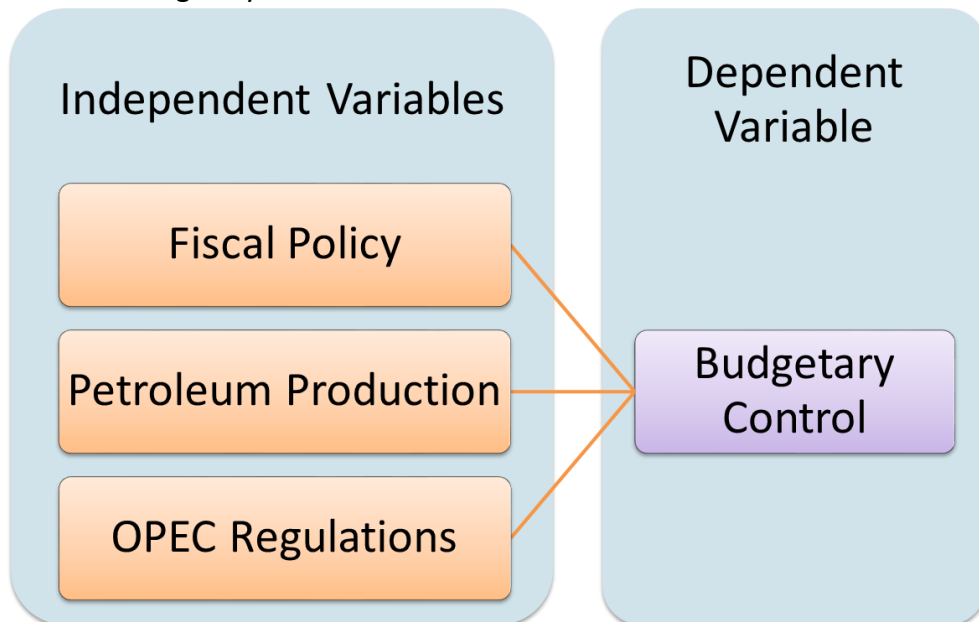 Independent Variables
Fiscal Policy
Petroleum Production
OPEC Regulations
Dependent
Variable
Budgetary
Control